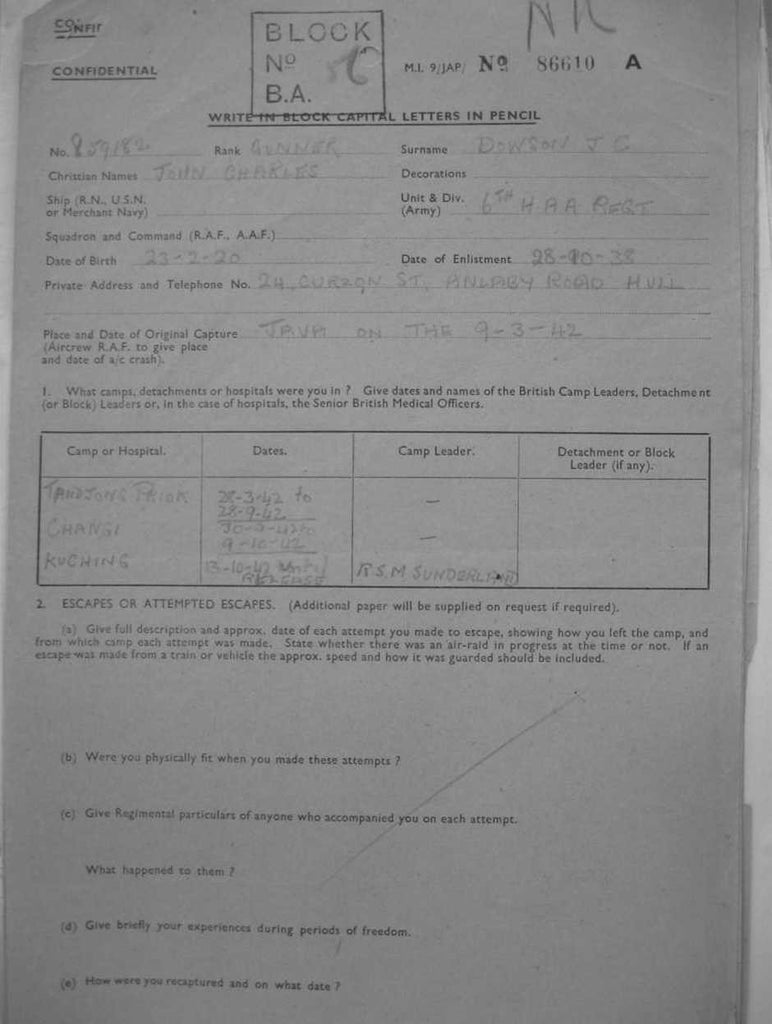 CONFIDENTIAL
BLOCK
No
B.A.
M.I. 9/JAP/ No 86610 A
WRITE IN BLOCK CAPITAL LETTERS IN PENCIL
No. 859182 Rank GUNNER Surname DOWSON J C
Christian Names JOHN CHARLES Decorations
Ship (R.N., U.S.N. or Merchant Navy) Unit & Div. (Army) 6TH HAA REGT
Squadron and Command (R.A.F., A.A.F.)
Date of Birth 23-2-20 Date of Enlistment 28-10-38
Private Address and Telephone No. 24, CURZON ST, ANLABY ROAD HULL
Place and Date of Original Capture JAVA ON THE 9-3-42
(Aircrew R.A.F. to give place
and date of a/c crash).
1. What camps, detachments or hospitals were you in ? Give dates and names of the British Camp Leaders, Detachment
(or Block) Leaders or, in the case of hospitals, the Senior British Medical Officers.
Camp or Hospital. Dates. Camp Leader. Detachment or Block Leader (if any).
TANDJONG PRIOK 28-3-42 to —
28-9-42
CHANGI 30-9-42 to —
9-10-42
KUCHING 13-10-42 until R.S.M SUNDERLAND
RELEASE
2. ESCAPES OR ATTEMPTED ESCAPES. (Additional paper will be supplied on request if required).
(a) Give full description and approx. date of each attempt you made to escape, showing how you left the camp, and
from which camp each attempt was made. State whether there was an air-raid in progress at the time or not. If an
escape was made from a train or vehicle the approx. speed and how it was guarded should be included.
(b) Were you physically fit when you made these attempts ?
(c) Give Regimental particulars of anyone who accompanied you on each attempt.
What happened to them ?
(d) Give briefly your experiences during periods of freedom.
(e) How were you recaptured and on what date ?